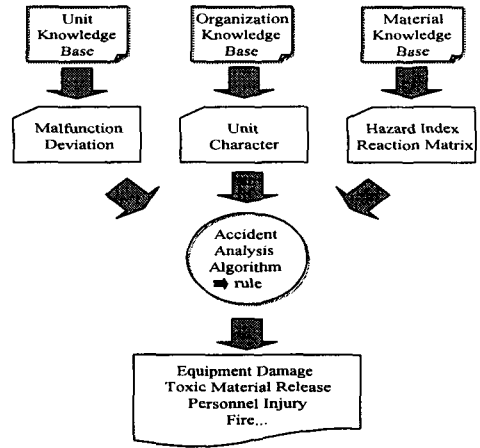 Unit
Knowledge
Base
Organization
Knowledge
Base
Material
Knowledge
Base
Malfunction
Deviation
Unit
Character
Hazard Index
Reaction Matrix
Accident
Analysis
Algorithm
➡ rule
Equipment Damage
Toxic Material Release
Personnel Injury
Fire...